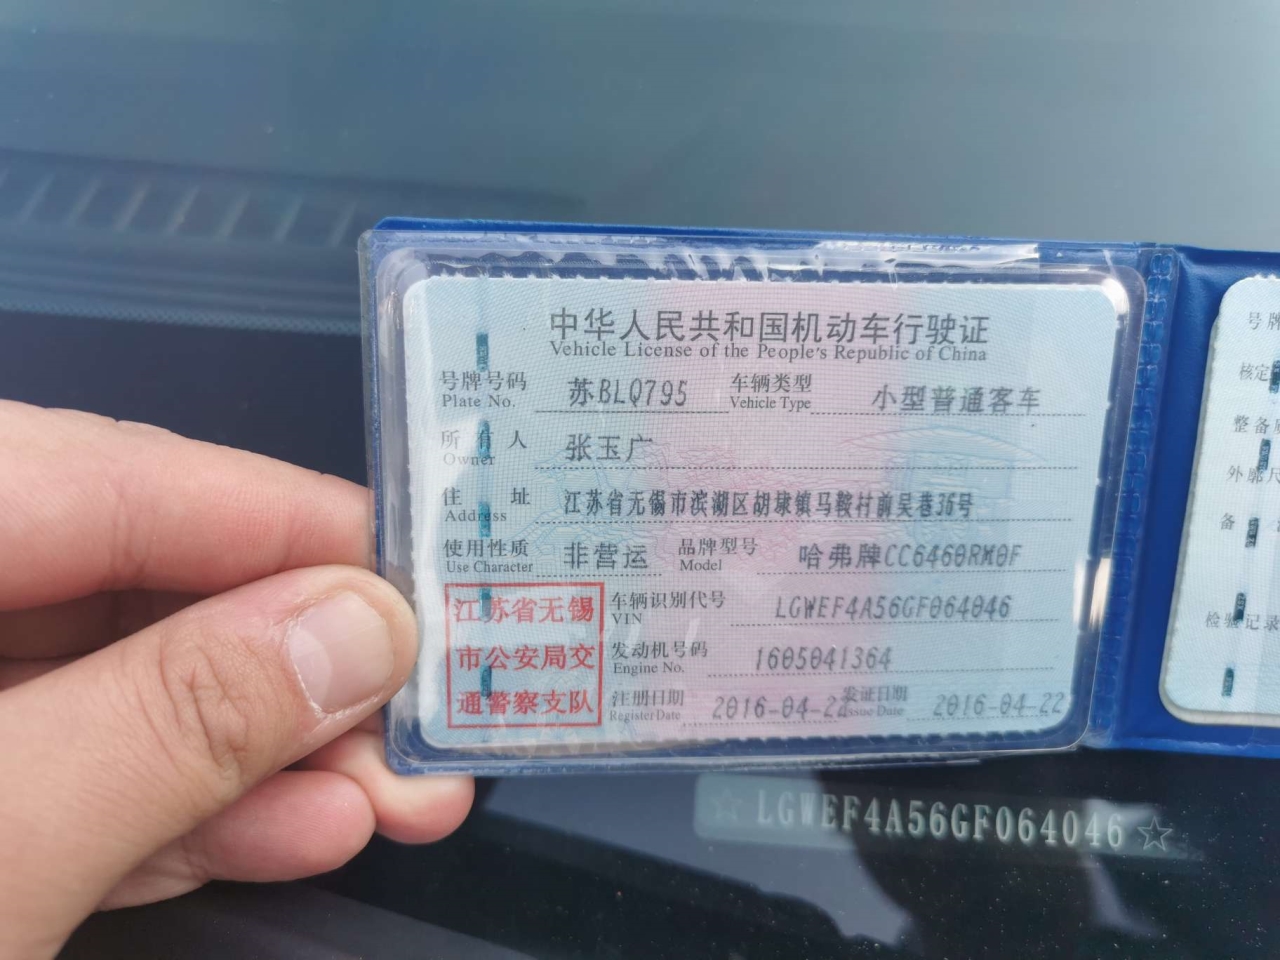 中华人民共和国机动车行驶证
Vehicle License of the People's Republic of China
号牌号码 苏BLQ795 车辆类型 小型普通客车
Plate No. Vehicle Type
所有人 张玉广
Owner
住址 江苏省无锡市滨湖区胡埭镇马鞍村前吴巷36号
Address
使用性质 非营运 品牌型号 哈弗牌CC6460RM0F
Use Character Model
江苏省无锡
市公安局交
通警察支队
车辆识别代号 LGWEF4A56GF064046
VIN
发动机号码 1605041364
Engine No.
注册日期 2016-04-22 发证日期 2016-04-22
Register Date Issue Date
☆LGWEF4A56GF064046☆
号牌
核定
整备
外廓尺
备
检验记录